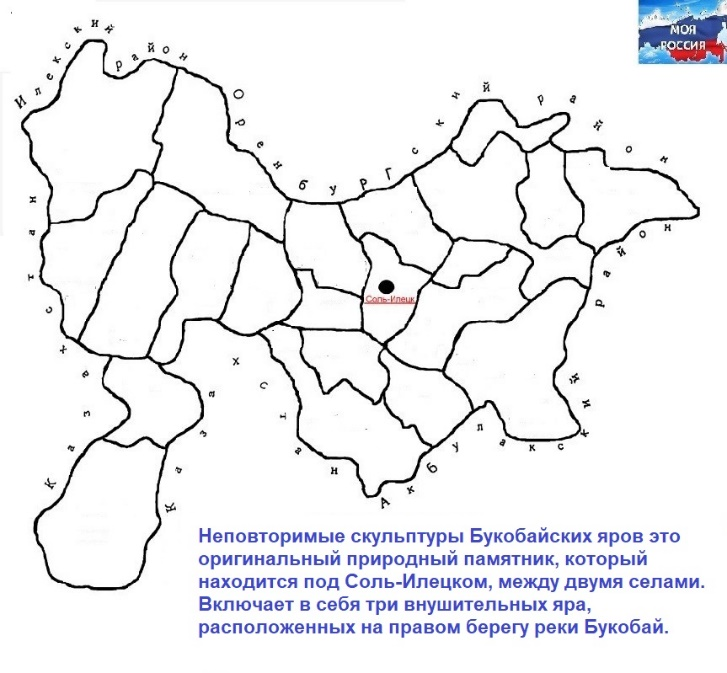 МОЯ
РОССИЯ
Илекский район
Оренбургский район
Казахстан
Соль-Илецк
Казахстан
Акбулакский район
Неповторимые скульптуры Букобайских яров это
оригинальный природный памятник, который
находится под Соль-Илецком, между двумя селами.
Включает в себя три внушительных яра,
расположенных на правом берегу реки Букобай.